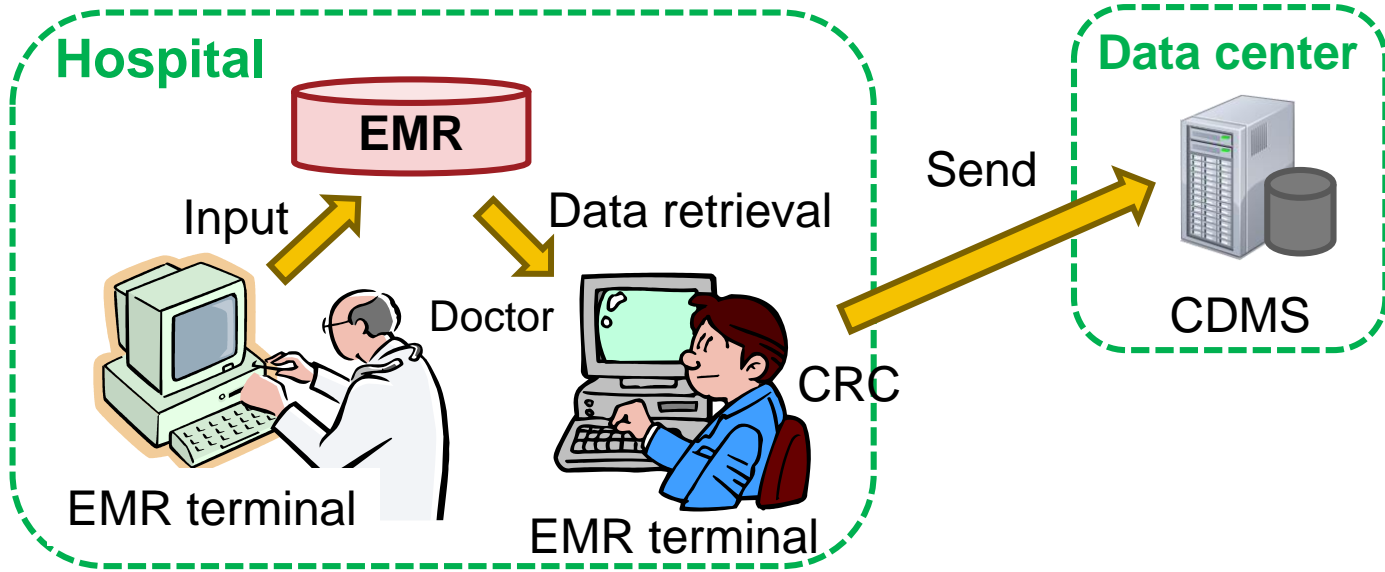 Hospital
EMR
Input
Data retrieval
Doctor
CRC
EMR terminal
EMR terminal
Send
Data center
CDMS